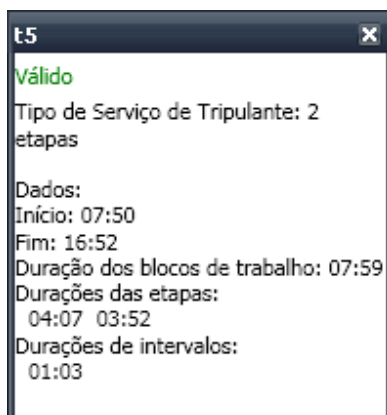 t5
Válido
Tipo de Serviço de Tripulante: 2
etapas
Dados:
Início: 07:50
Fim: 16:52
Duração dos blocos de trabalho: 07:59
Durações das etapas:
04:07 03:52
Durações de intervalos:
01:03